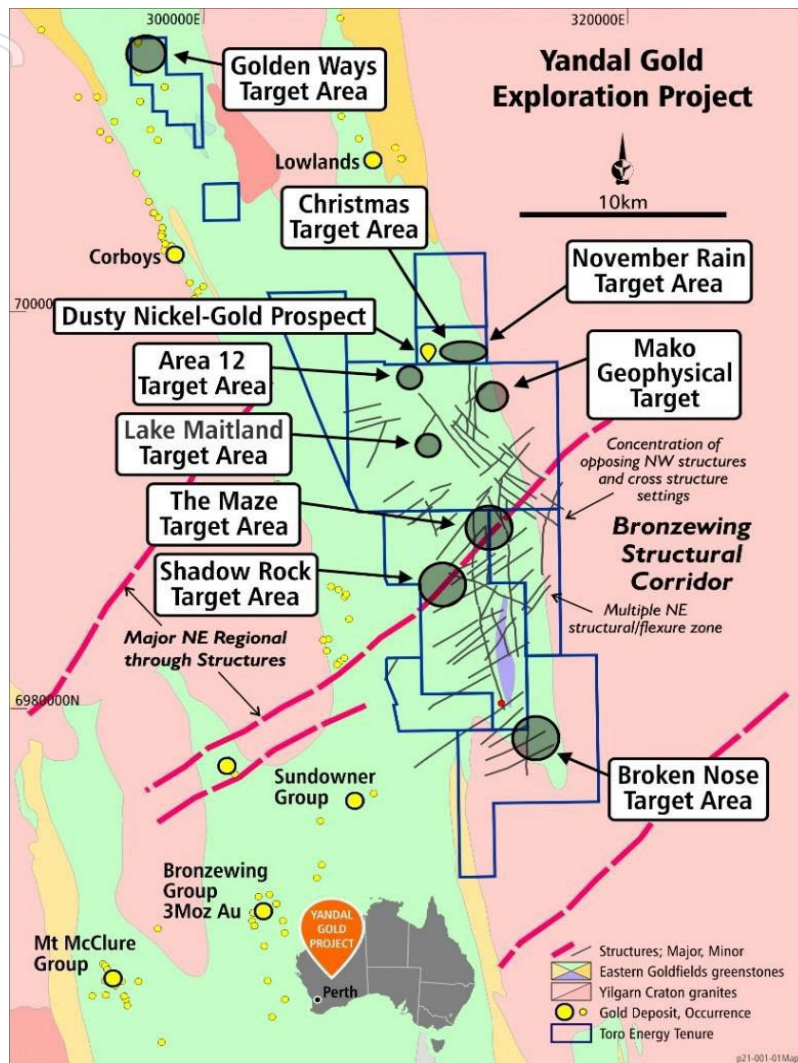 300000E
320000E
Yandal Gold
Exploration Project
Golden Ways
Target Area
Lowlands
10km
Christmas
Target Area
Corboys
November Rain
Target Area
70000
Dusty Nickel-Gold Prospect
Area 12
Target Area
Mako
Geophysical
Target
Lake Maitland
Target Area
Concentration of
opposing NW structures
and cross structure
settings
The Maze
Target Area
Bronzewing
Structural
Corridor
Shadow Rock
Target Area
Multiple NE
structural/flexure zone
Major NE Regional
through Structures
6980000N
Sundowner
Group
Broken Nose
Target Area
Bronzewing
Group
3Moz Au
YANDAL
GOLD
PROJECT
Mt McClure
Group
Perth
Structures; Major, Minor
Eastern Goldfields greenstones
Yilgarn Craton granites
Gold Deposit, Occurrence
Toro Energy Tenure
p21-001-01Map